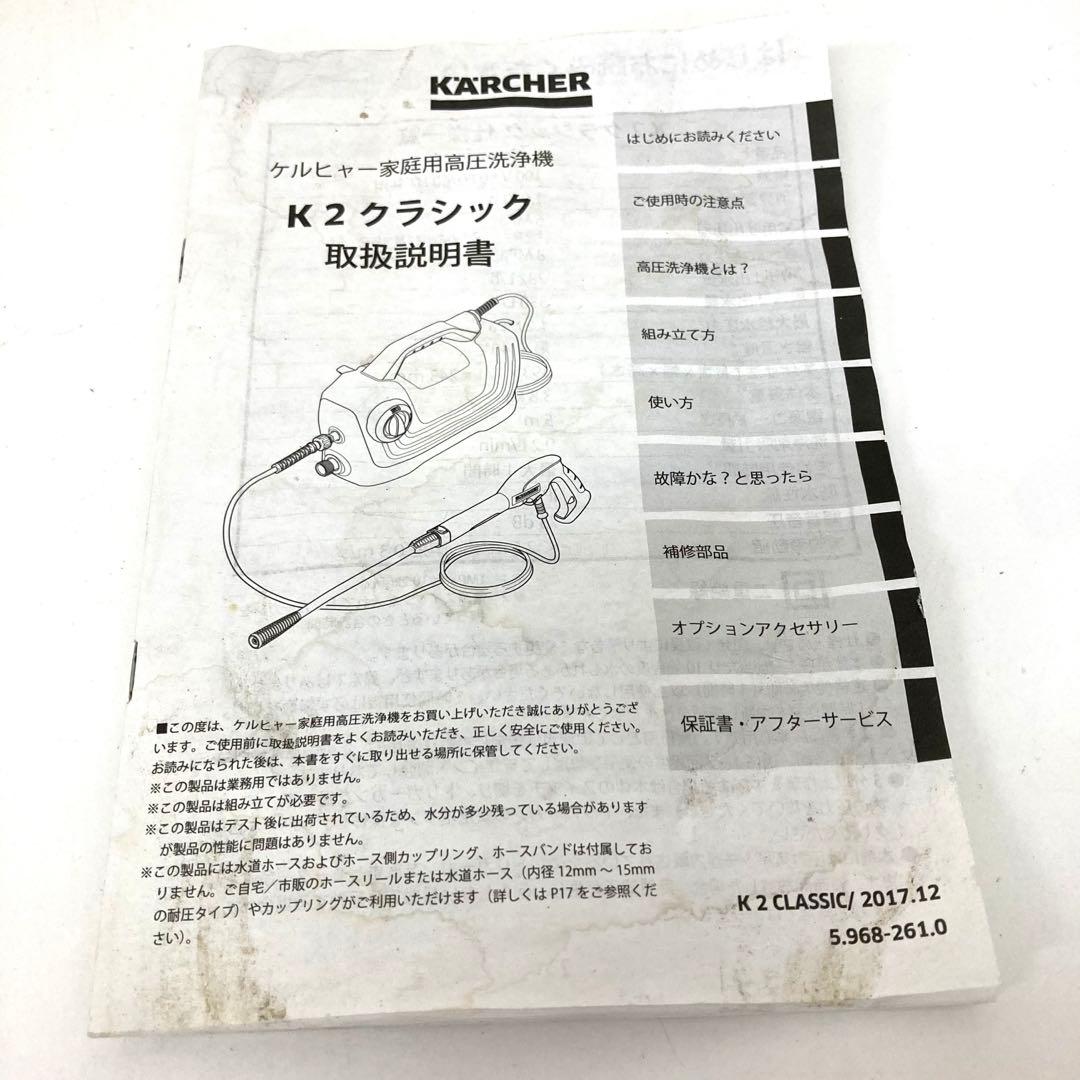 KÄRCHER
ケルヒャー家庭用高圧洗浄機
K 2 クラシック
取扱説明書
はじめにお読みください
ご使用時の注意点
高圧洗浄機とは？
組み立て方
使い方
故障かな？と思ったら
補修部品
オプションアクセサリー
保証書・アフターサービス
■この度は、ケルヒャー家庭用高圧洗浄機をお買い上げいただき誠にありがとうござ
います。ご使用前に取扱説明書をよくお読みいただき、正しく安全にご使用ください。
お読みになられた後は、本書をすぐに取り出せる場所に保管してください。
※この製品は業務用ではありません。
※この製品は組み立てが必要です。
※この製品はテスト後に出荷されているため、水分が多少残っている場合があります
が製品の性能に問題はありません。
※この製品には水道ホースおよびホース側カップリング、ホースバンドは付属してお
りません。ご自宅／市販のホースリールまたは水道ホース（内径 12mm ～ 15mm
の耐圧タイプ）やカップリングがご利用いただけます（詳しくは P17 をご参照くだ
さい）。
K 2 CLASSIC/ 2017.12
5.968-261.0